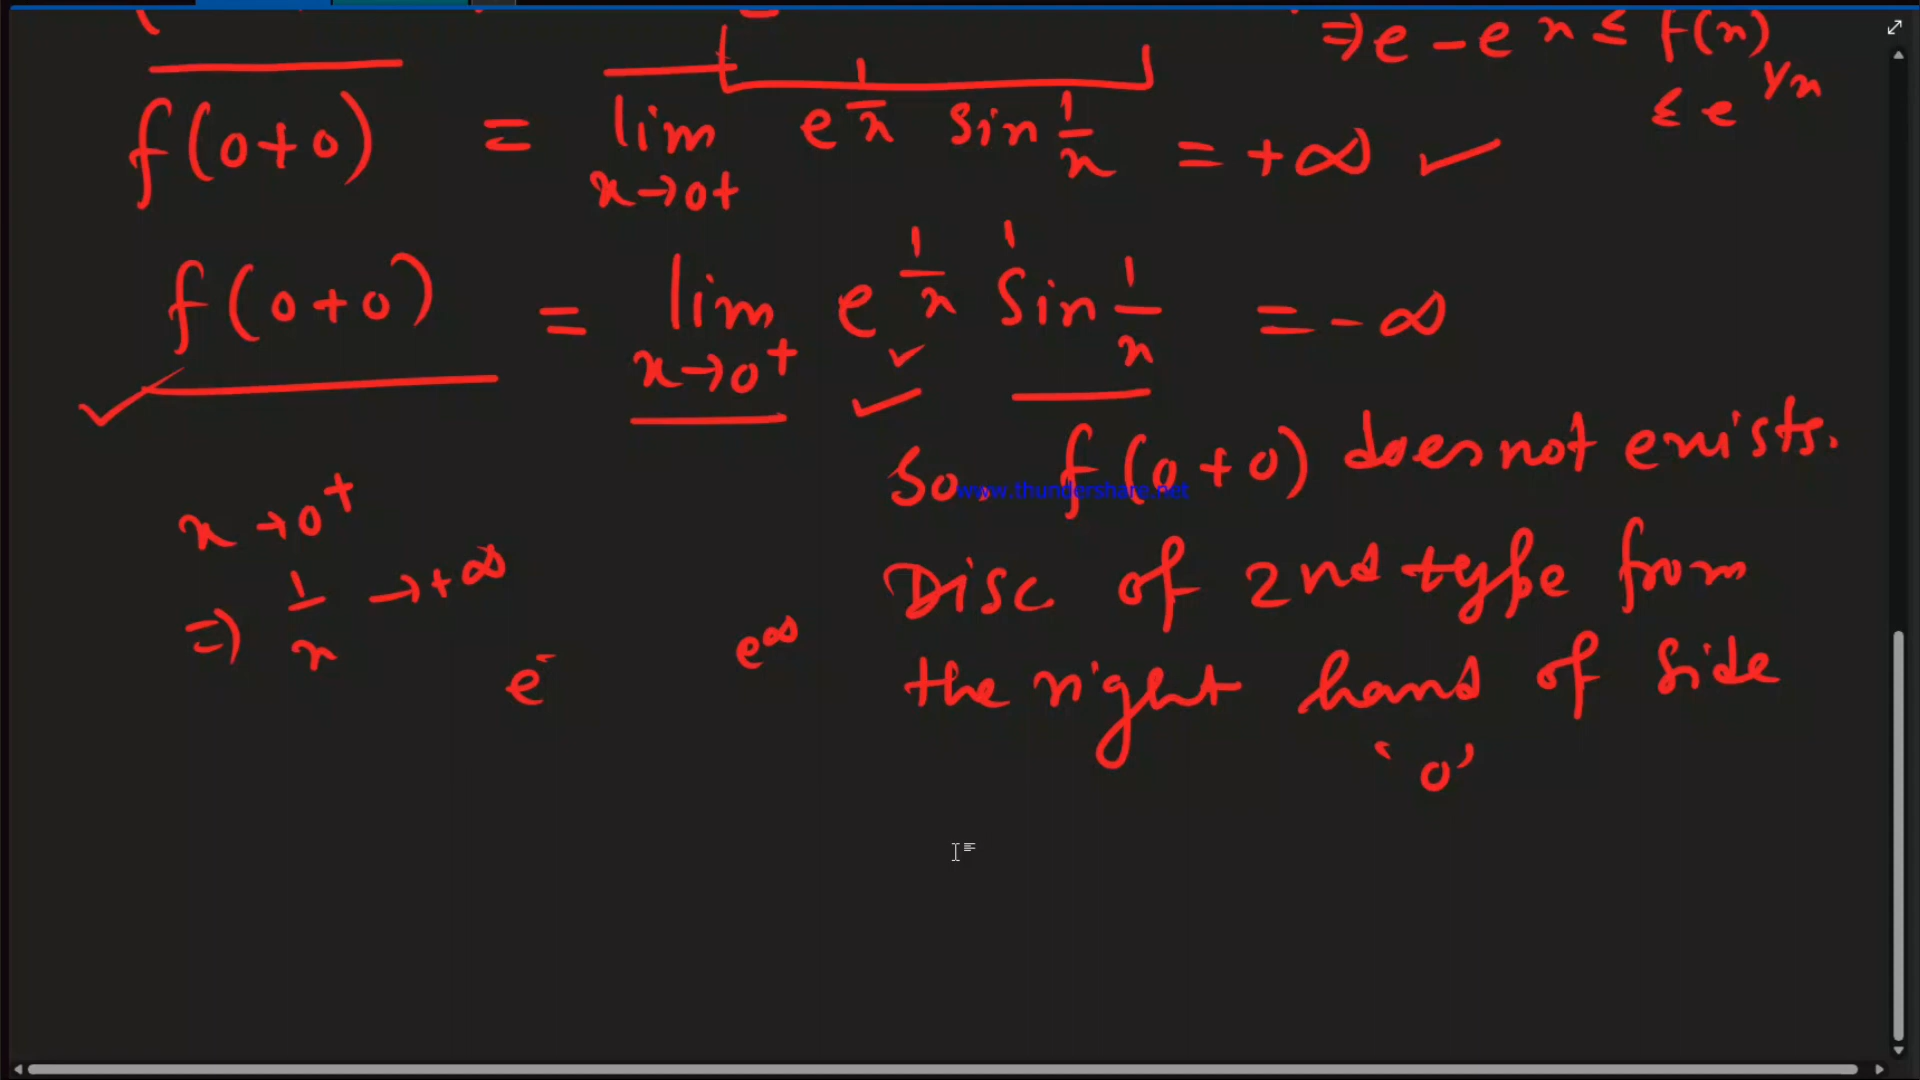 ⇒ e - e x ≤ f(x)
≤ e^{1/x}
f(0+0) = lim_{x→0+} e^{1/x} sin 1/x = +∞ ✓
f(0+0) = lim_{x→0+} e^{1/x} sin 1/x = -∞
So. f(0+0) does not exists.
www.thundershare.net
x→0+
⇒ 1/x → +∞
Disc of 2nd type from
e^- e^∞
the right hand of side
'0'